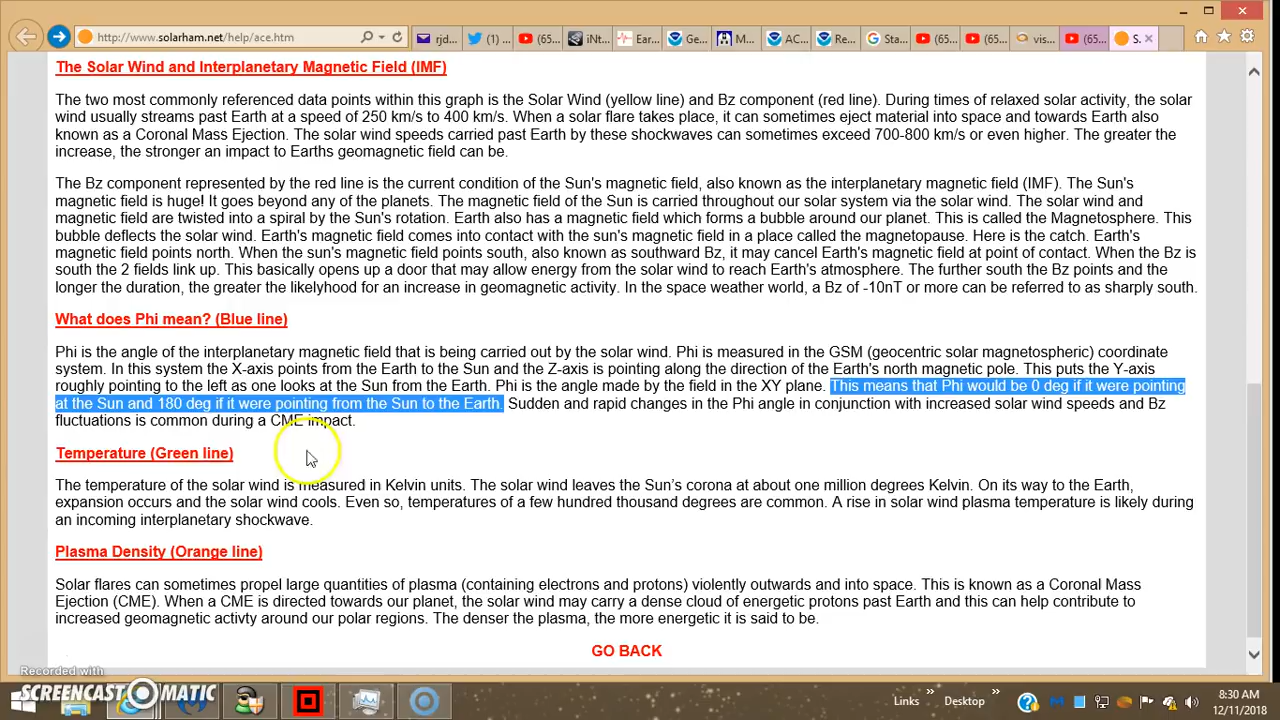 http://www.solarham.net/help/ace.htm
rjd...
(1) ...
(65...
iNt...
Ear...
Ge...
M...
AC...
Re...
Sta...
(65...
(65...
vis...
(65...
S.
The Solar Wind and Interplanetary Magnetic Field (IMF)
The two most commonly referenced data points within this graph is the Solar Wind (yellow line) and Bz component (red line). During times of relaxed solar activity, the solar
wind usually streams past Earth at a speed of 250 km/s to 400 km/s. When a solar flare takes place, it can sometimes eject material into space and towards Earth also
known as a Coronal Mass Ejection. The solar wind speeds carried past Earth by these shockwaves can sometimes exceed 700-800 km/s or even higher. The greater the
increase, the stronger an impact to Earths geomagnetic field can be.
The Bz component represented by the red line is the current condition of the Sun's magnetic field, also known as the interplanetary magnetic field (IMF). The Sun's
magnetic field is huge! It goes beyond any of the planets. The magnetic field of the Sun is carried throughout our solar system via the solar wind. The solar wind and
magnetic field are twisted into a spiral by the Sun's rotation. Earth also has a magnetic field which forms a bubble around our planet. This is called the Magnetosphere. This
bubble deflects the solar wind. Earth's magnetic field comes into contact with the sun's magnetic field in a place called the magnetopause. Here is the catch. Earth's
magnetic field points north. When the sun's magnetic field points south, also known as southward Bz, it may cancel Earth's magnetic field at point of contact. When the Bz is
south the 2 fields link up. This basically opens up a door that may allow energy from the solar wind to reach Earth's atmosphere. The further south the Bz points and the
longer the duration, the greater the likelyhood for an increase in geomagnetic activity. In the space weather world, a Bz of -10nT or more can be referred to as sharply south.
What does Phi mean? (Blue line)
Phi is the angle of the interplanetary magnetic field that is being carried out by the solar wind. Phi is measured in the GSM (geocentric solar magnetospheric) coordinate
system. In this system the X-axis points from the Earth to the Sun and the Z-axis is pointing along the direction of the Earth's north magnetic pole. This puts the Y-axis
roughly pointing to the left as one looks at the Sun from the Earth. Phi is the angle made by the field in the XY plane. This means that Phi would be 0 deg if it were pointing
at the Sun and 180 deg if it were pointing from the Sun to the Earth. Sudden and rapid changes in the Phi angle in conjunction with increased solar wind speeds and Bz
fluctuations is common during a CME impact.
Temperature (Green line)
The temperature of the solar wind is measured in Kelvin units. The solar wind leaves the Sun's corona at about one million degrees Kelvin. On its way to the Earth,
expansion occurs and the solar wind cools. Even so, temperatures of a few hundred thousand degrees are common. A rise in solar wind plasma temperature is likely during
an incoming interplanetary shockwave.
Plasma Density (Orange line)
Solar flares can sometimes propel large quantities of plasma (containing electrons and protons) violently outwards and into space. This is known as a Coronal Mass
Ejection (CME). When a CME is directed towards our planet, the solar wind may carry a dense cloud of energetic protons past Earth and this can help contribute to
increased geomagnetic activty around our polar regions. The denser the plasma, the more energetic it is said to be.
GO BACK
Recorded with
SCREENCAST MATIC
Links
Desktop
8:30 AM
12/11/2018